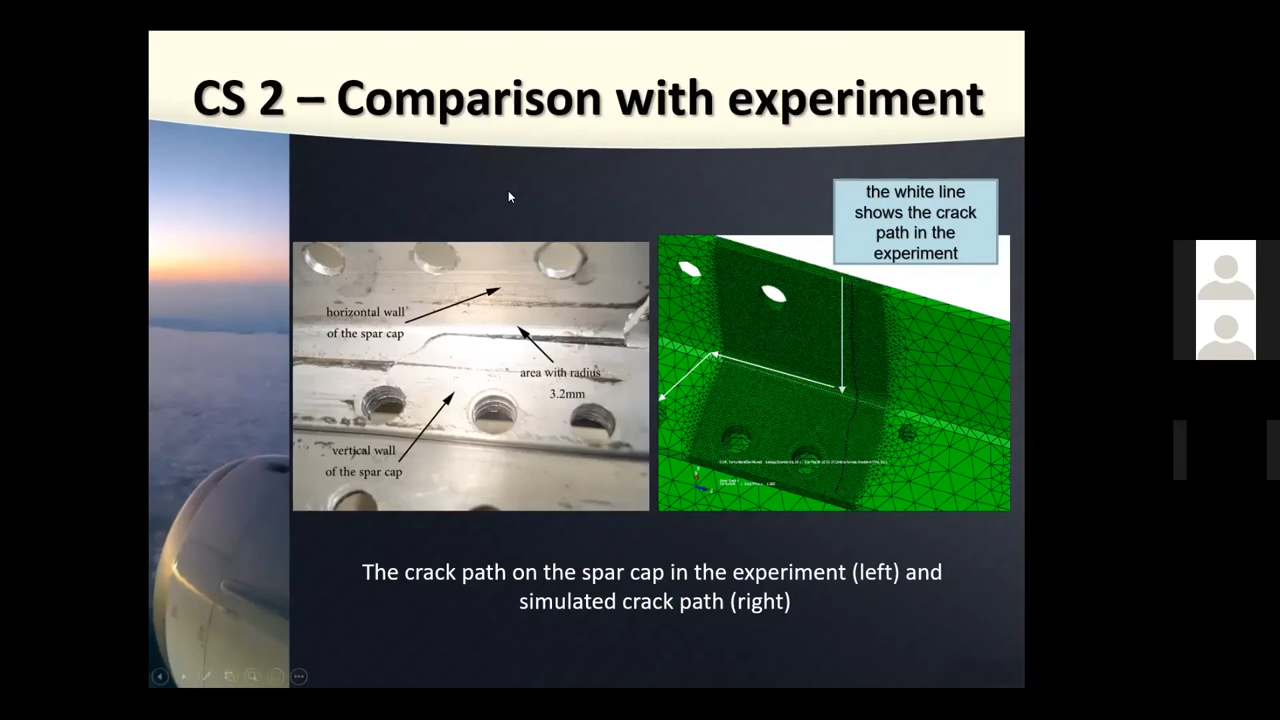 CS 2 – Comparison with experiment
the white line
shows the crack
path in the
experiment
horizontal wall
of the spar cap
area with radius
3.2mm
vertical wall
of the spar cap
The crack path on the spar cap in the experiment (left) and
simulated crack path (right)